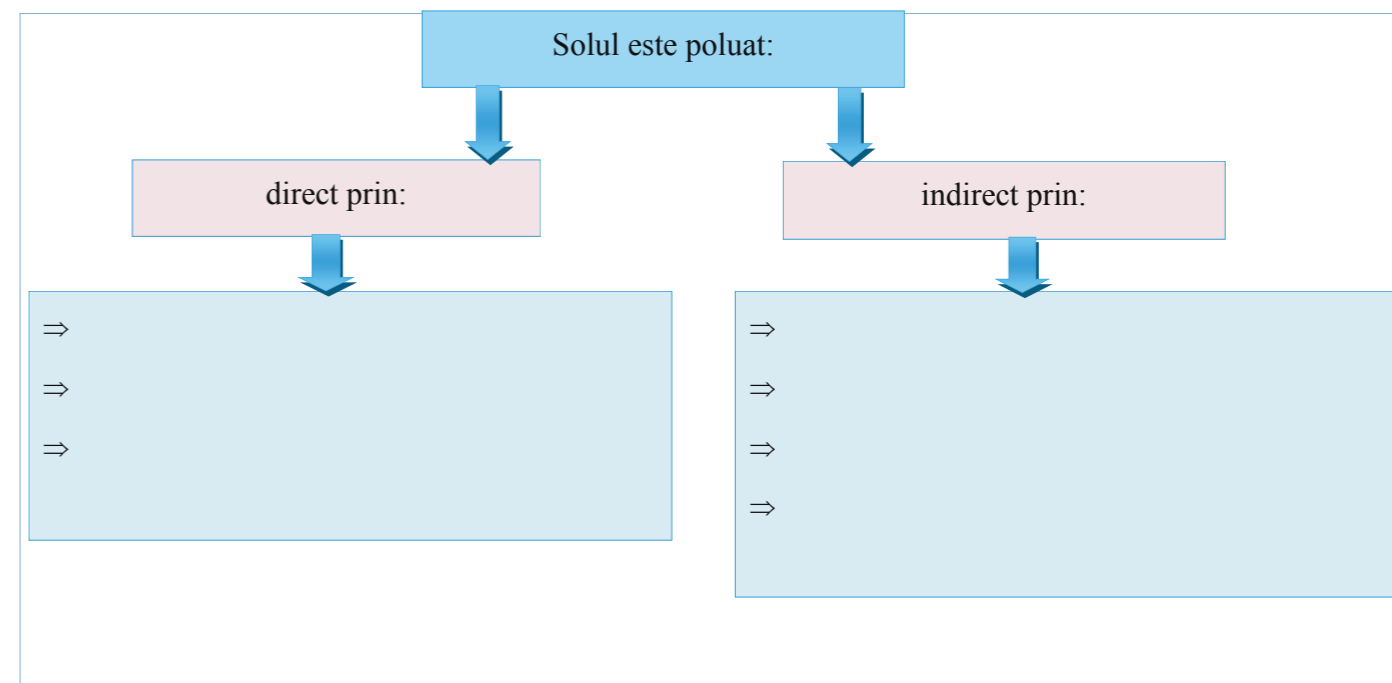 Solul este poluat:
direct prin:
indirect prin:
⇒
⇒
⇒
⇒
⇒
⇒
⇒